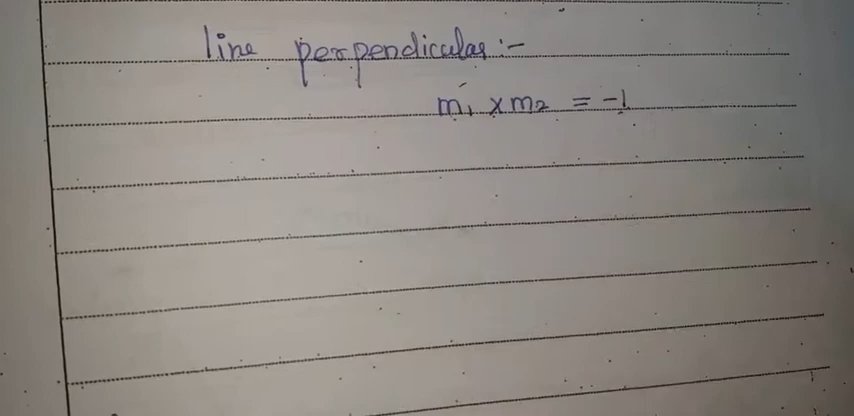 line perpendicular :-
m₁ × m₂ = -1